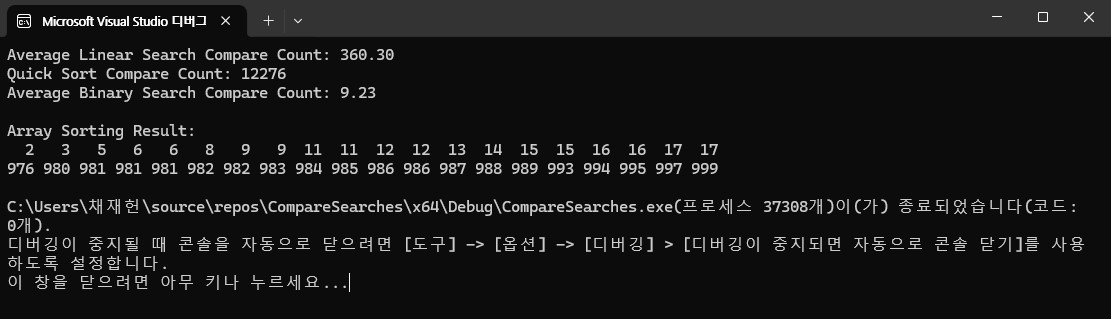 Microsoft Visual Studio 디버그
Average Linear Search Compare Count: 360.30
Quick Sort Compare Count: 12276
Average Binary Search Compare Count: 9.23
Array Sorting Result:
2 3 5 6 6 8 9 9 11 11 12 12 13 14 15 15 16 16 17 17
976 980 981 981 981 982 982 983 984 985 986 986 987 988 989 993 994 995 997 999
C:\Users\채재헌\source\repos\CompareSearches\x64\Debug\CompareSearches.exe(프로세스 37308개)이(가) 종료되었습니다(코드:
0개).
디버깅이 중지될 때 콘솔을 자동으로 닫으려면 [도구] -> [옵션] -> [디버깅] > [디버깅이 중지되면 자동으로 콘솔 닫기]를 사용
하도록 설정합니다.
이 창을 닫으려면 아무 키나 누르세요...